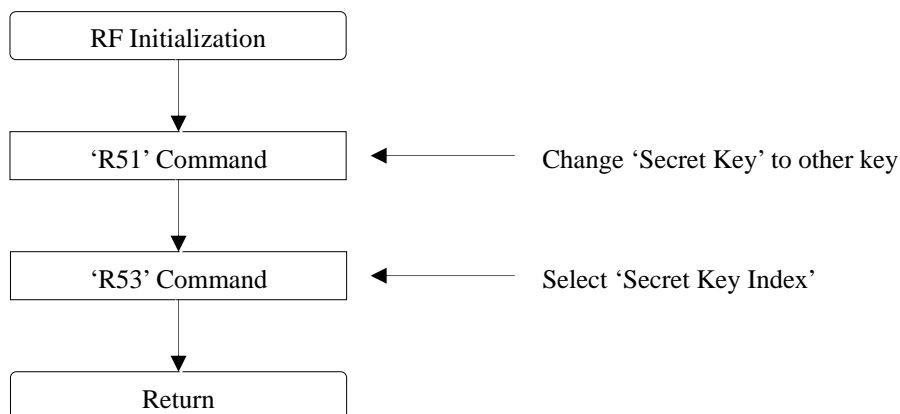 RF Initialization
‘R51’ Command
Change ‘Secret Key’ to other key
‘R53’ Command
Select ‘Secret Key Index’
Return